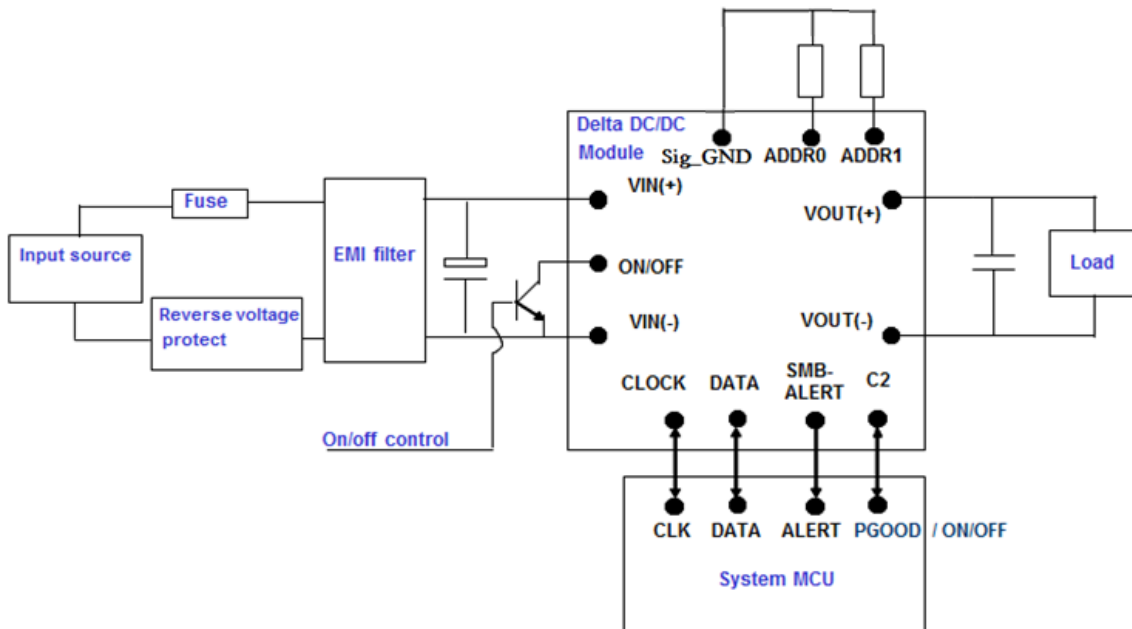 Delta DC/DC
Module
Sig_GND ADDR0 ADDR1
VIN(+)
VOUT(+)
Fuse
Input source
EMI filter
ON/OFF
Load
Reverse voltage
protect
VIN(-)
VOUT(-)
CLOCK DATA SMB-
ALERT C2
On/off control
CLK DATA ALERT PGOOD / ON/OFF
System MCU